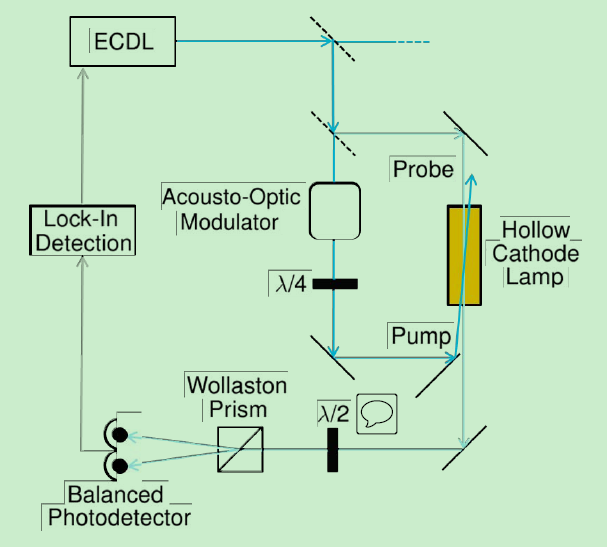 ECDL
Probe
Acousto-Optic
Modulator
Lock-In
Detection
Hollow
Cathode
Lamp
λ/4
Pump
Wollaston
Prism
λ/2
Balanced
Photodetector